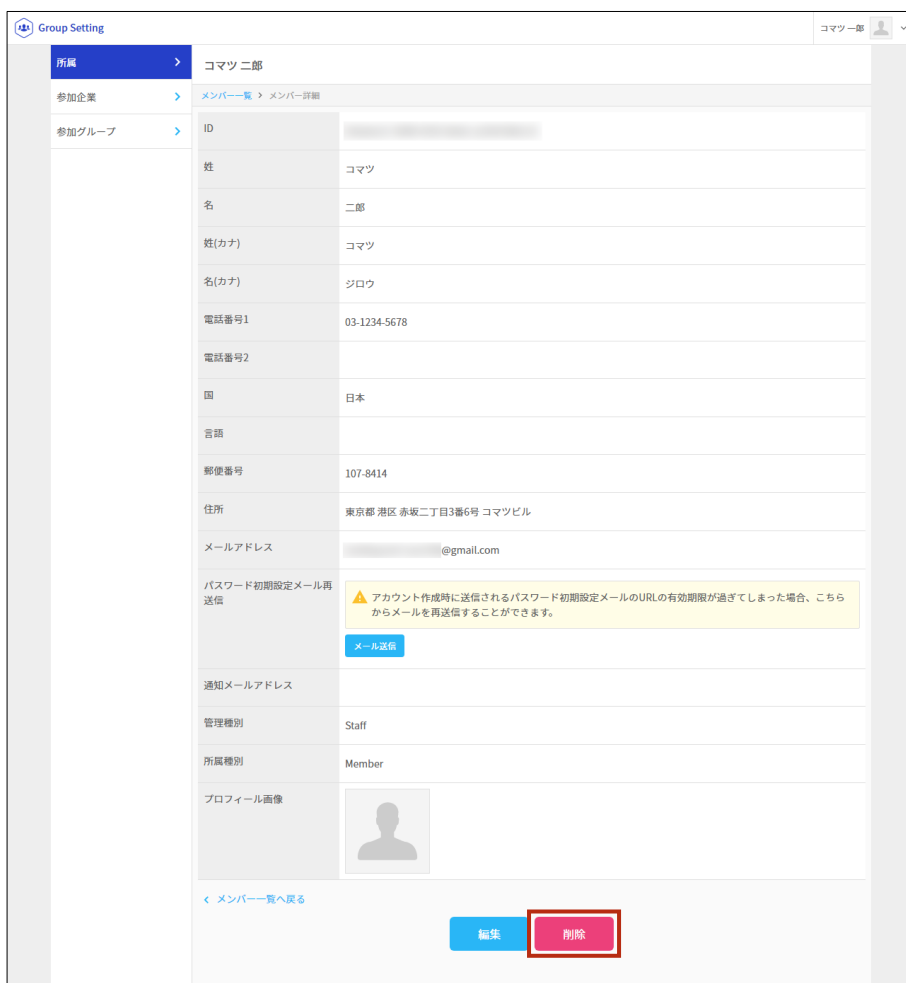 Group Setting
コマツ 一郎
所属
参加企業
参加グループ
コマツ 二郎
メンバー一覧 > メンバー詳細
ID
姓
コマツ
名
二郎
姓(カナ)
コマツ
名(カナ)
ジロウ
電話番号1
03-1234-5678
電話番号2
国
日本
言語
郵便番号
107-8414
住所
東京都 港区 赤坂二丁目3番6号 コマツビル
メールアドレス
@gmail.com
パスワード初期設定メール再
送信
アカウント作成時に送信されるパスワード初期設定メールのURLの有効期限が過ぎてしまった場合、こちら
からメールを再送信することができます。
メール送信
通知メールアドレス
管理種別
Staff
所属種別
Member
プロフィール画像
メンバー一覧へ戻る
編集
削除